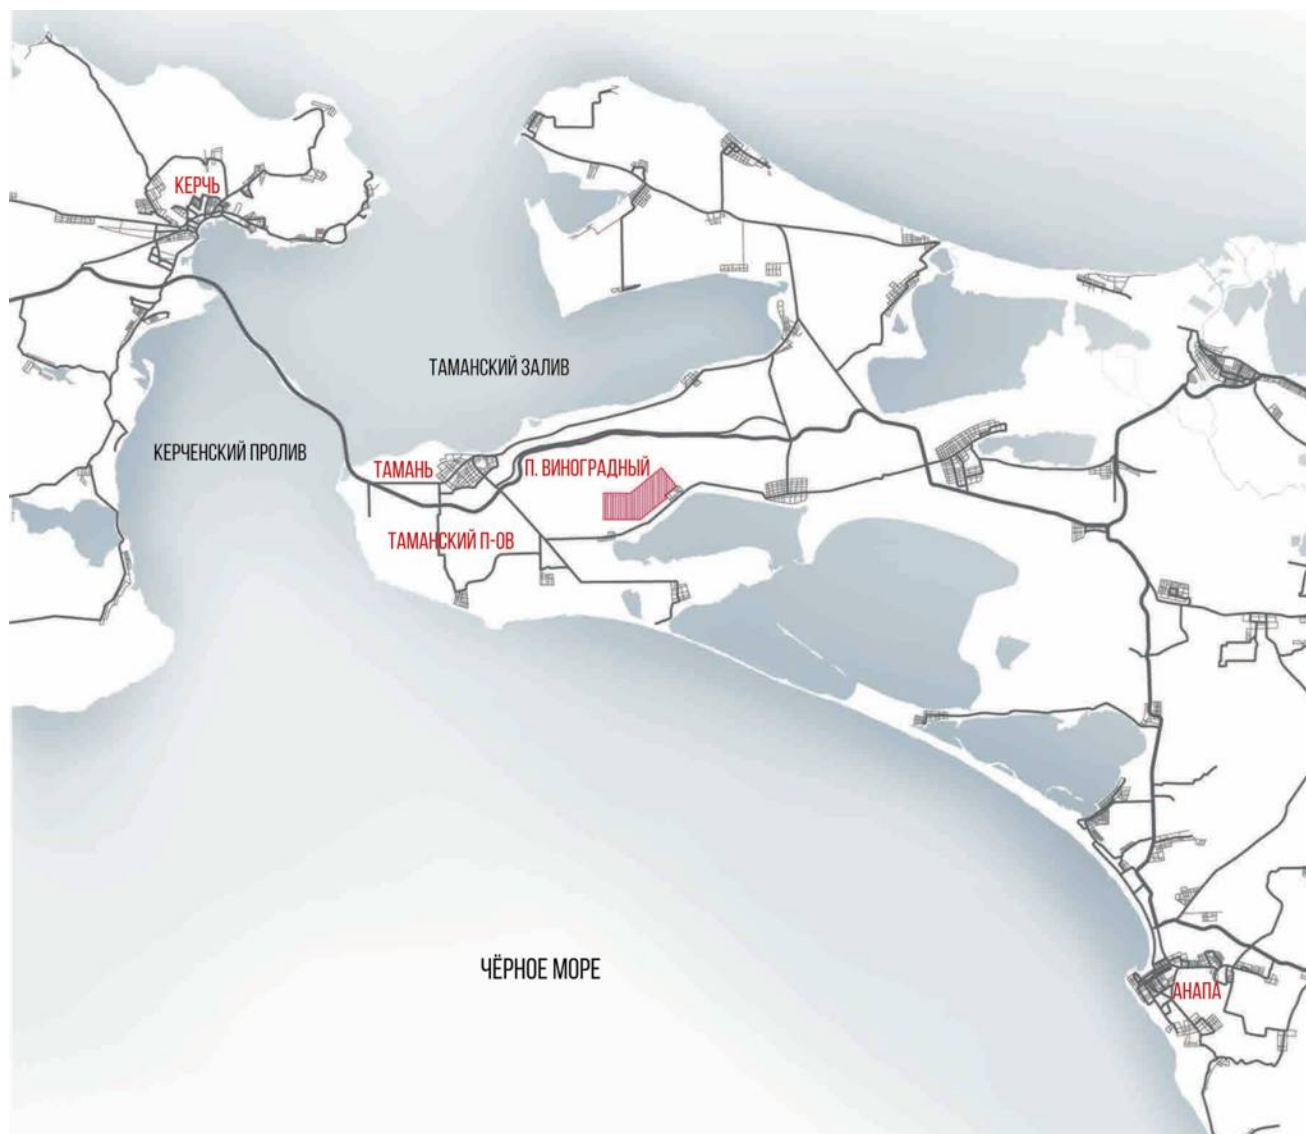 КЕРЧЬ
ТАМАНСКИЙ ЗАЛИВ
КЕРЧЕНСКИЙ ПРОЛИВ
ТАМАНЬ
П. ВИНОГРАДНЫЙ
ТАМАНСКИЙ П-ОВ
ЧЁРНОЕ МОРЕ
АНАПА